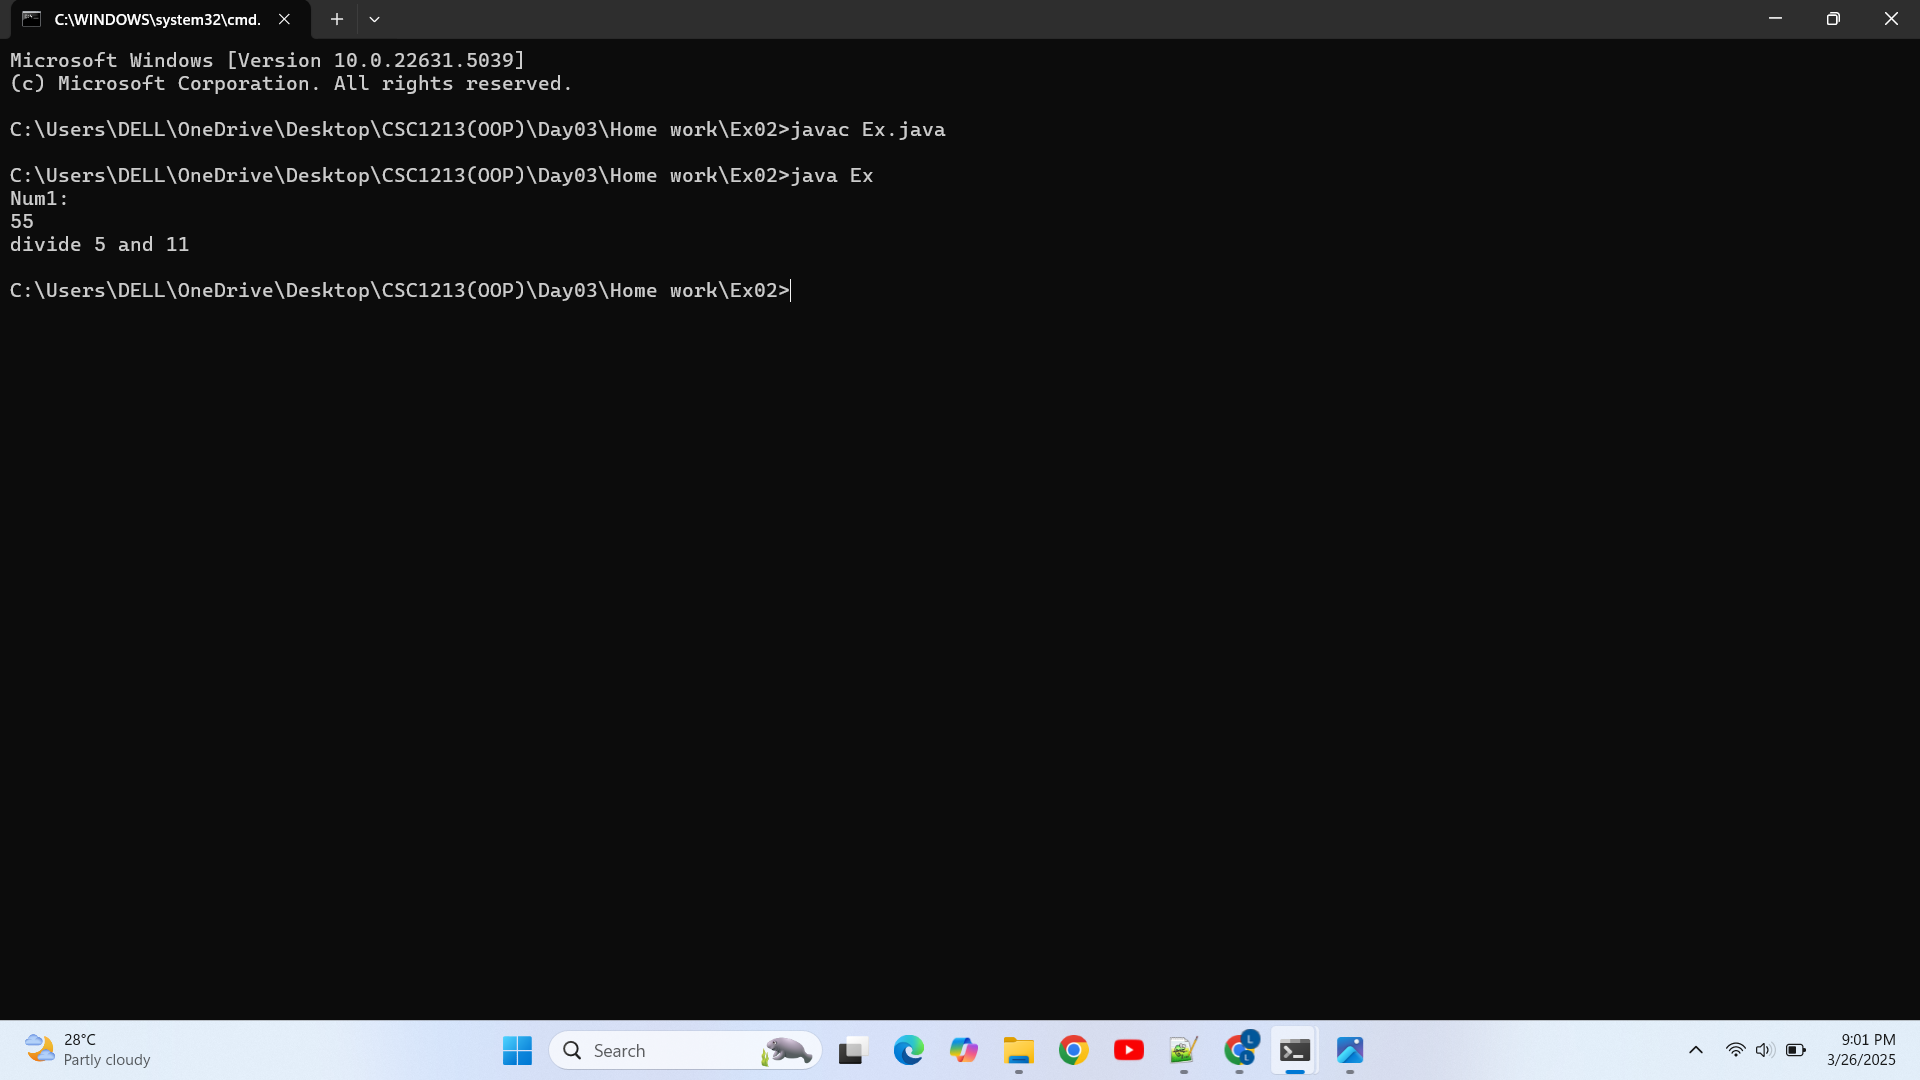 C:\WINDOWS\system32\cmd.
Microsoft Windows [Version 10.0.22631.5039]
(c) Microsoft Corporation. All rights reserved.
C:\Users\DELL\OneDrive\Desktop\CSC1213(OOP)\Day03\Home work\Ex02>javac Ex.java
C:\Users\DELL\OneDrive\Desktop\CSC1213(OOP)\Day03\Home work\Ex02>java Ex
Num1:
55
divide 5 and 11
C:\Users\DELL\OneDrive\Desktop\CSC1213(OOP)\Day03\Home work\Ex02>
28°C
Partly cloudy
Search
L
L
9:01 PM
3/26/2025